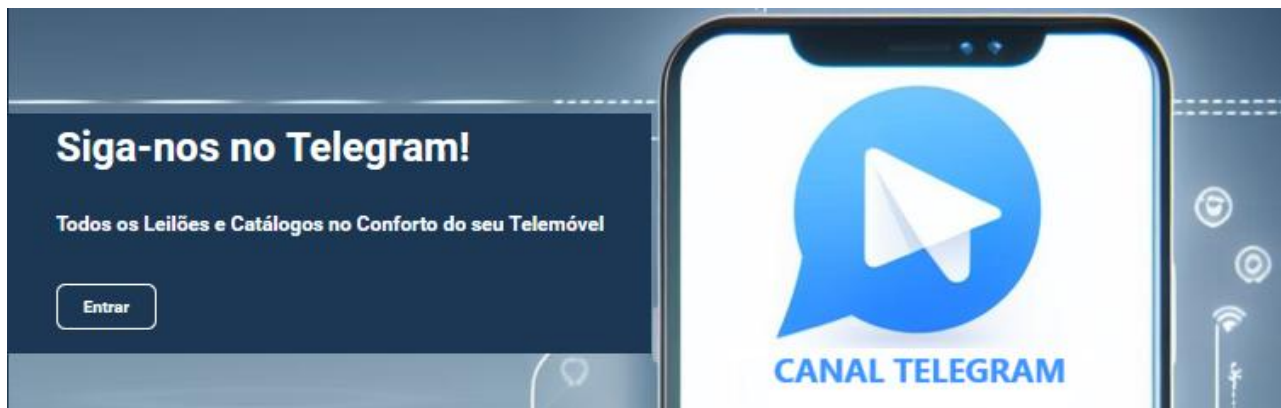 Siga-nos no Telegram!
Todos os Leilões e Catálogos no Conforto do seu Telemóvel
Entrar
CANAL TELEGRAM